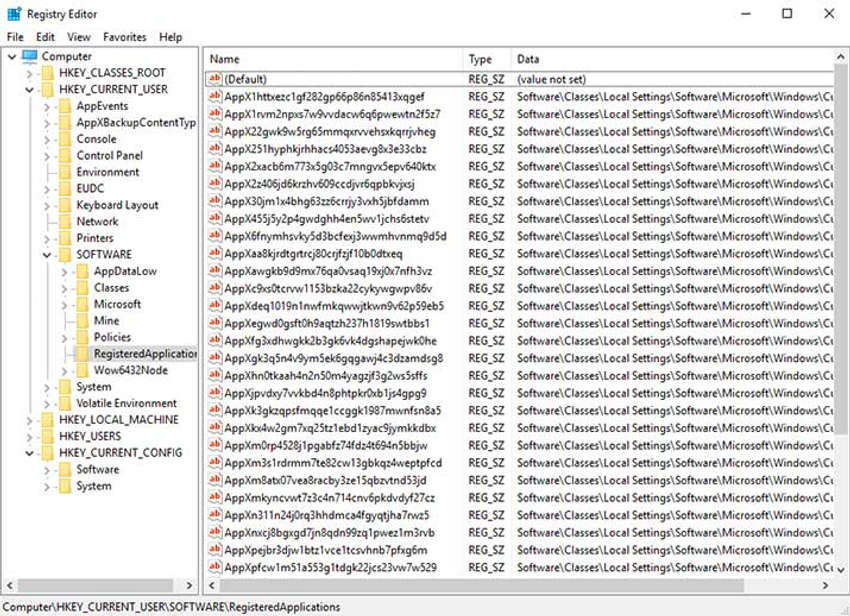 Registry Editor
File Edit View Favorites Help
Computer
HKEY_CLASSES_ROOT
HKEY_CURRENT_USER
AppEvents
AppXBackupContentTyp
Console
Control Panel
Environment
EUDC
Keyboard Layout
Network
Printers
SOFTWARE
AppDataLow
Classes
Microsoft
Mine
Policies
RegisteredApplication
Wow6432Node
System
Volatile Environment
HKEY_LOCAL_MACHINE
HKEY_USERS
HKEY_CURRENT_CONFIG
Software
System
Name Type Data
(Default) REG_SZ (value not set)
AppX1httxezc1gf282gp66p86n85413xqgef REG_SZ Software\Classes\Local Settings\Software\Microsoft\Windows\Cu
AppX1rvm2npxs7w9vvdacw6q6pwewtn2f5z7 REG_SZ Software\Classes\Local Settings\Software\Microsoft\Windows\Cu
AppX22gwk9w5rg65mmqxrvvehsxkqrrjvheg REG_SZ Software\Classes\Local Settings\Software\Microsoft\Windows\Cu
AppX251hyphkjrhhacs4053aevg8x3e33cbz REG_SZ Software\Classes\Local Settings\Software\Microsoft\Windows\Cu
AppX2xacb6m773x5g03c7mngvx5epv640ktx REG_SZ Software\Classes\Local Settings\Software\Microsoft\Windows\Cu
AppX2z406jd6krzhv609ccdjvr6qpbkvjxsj REG_SZ Software\Classes\Local Settings\Software\Microsoft\Windows\Cu
AppX30jm1x4bhg63zz6crrjy3vxh5jbfdamm REG_SZ Software\Classes\Local Settings\Software\Microsoft\Windows\Cu
AppX455j5y2p4gwdghh4en5wv1jchs6stetv REG_SZ Software\Classes\Local Settings\Software\Microsoft\Windows\Cu
AppX6fnymhsvky5d3bcfexj3wwmhvnmq9d5d REG_SZ Software\Classes\Local Settings\Software\Microsoft\Windows\Cu
AppXaa8kjrdtgrtrcj80crjfzjf10b0dtxeq REG_SZ Software\Classes\Local Settings\Software\Microsoft\Windows\Cu
AppXawgkb9d9mx76qa0vsaq19xj0x7nfh3vz REG_SZ Software\Classes\Local Settings\Software\Microsoft\Windows\Cu
AppXc9xs0tcrvw1153bzka22cykywgwpv86v REG_SZ Software\Classes\Local Settings\Software\Microsoft\Windows\Cu
AppXdeq1019n1nwfmkqwwjtkwn9v62p59eb5 REG_SZ Software\Classes\Local Settings\Software\Microsoft\Windows\Cu
AppXegwd0gsft0h9aqtzh237h1819swtbbs1 REG_SZ Software\Classes\Local Settings\Software\Microsoft\Windows\Cu
AppXfg3xdhwgkk2b3gk6vk4dgshapejwk0he REG_SZ Software\Classes\Local Settings\Software\Microsoft\Windows\Cu
AppXgk3q5n4v9ym5ek6gqgawj4c3dzamdsg8 REG_SZ Software\Classes\Local Settings\Software\Microsoft\Windows\Cu
AppXhn0tkaah4n2n50m4yagzjf3g2ws5sffs REG_SZ Software\Classes\Local Settings\Software\Microsoft\Windows\Cu
AppXjpvdxy7vvkbd4n8phtpkr0xb1js4gpg9 REG_SZ Software\Classes\Local Settings\Software\Microsoft\Windows\Cu
AppXk3gkzqpsfmqqe1ccggk1987mwnfsn8a5 REG_SZ Software\Classes\Local Settings\Software\Microsoft\Windows\Cu
AppXkx4w2gm7xq25tz1ebd1zyac9jymkkdbx REG_SZ Software\Classes\Local Settings\Software\Microsoft\Windows\Cu
AppXm0rp4528j1pgabfz74fdz4t694n5bbjw REG_SZ Software\Classes\Local Settings\Software\Microsoft\Windows\Cu
AppXm3s1rdrmm7te82cw13gbkqz4weptpfcd REG_SZ Software\Classes\Local Settings\Software\Microsoft\Windows\Cu
AppXm8atx07vea8racby3ze15qbzvtnd53jd REG_SZ Software\Classes\Local Settings\Software\Microsoft\Windows\Cu
AppXmkyncvwt7z3c4n714cnv6pkdvdyf27cz REG_SZ Software\Classes\Local Settings\Software\Microsoft\Windows\Cu
AppXn311n24j0rq3hhdmca4fgyqtjha7rwz5 REG_SZ Software\Classes\Local Settings\Software\Microsoft\Windows\Cu
AppXnxcj8bgxgd7jn8qdn99zq1pwez1m3rvb REG_SZ Software\Classes\Local Settings\Software\Microsoft\Windows\Cu
AppXpejbr3djw1btz1vce1tcsvhnb7pfxg6m REG_SZ Software\Classes\Local Settings\Software\Microsoft\Windows\Cu
AppXpfcw1m51a553g1tdgk22jcs23vw7w529 REG_SZ Software\Classes\Local Settings\Software\Microsoft\Windows\Cu
Computer\HKEY_CURRENT_USER\SOFTWARE\RegisteredApplications